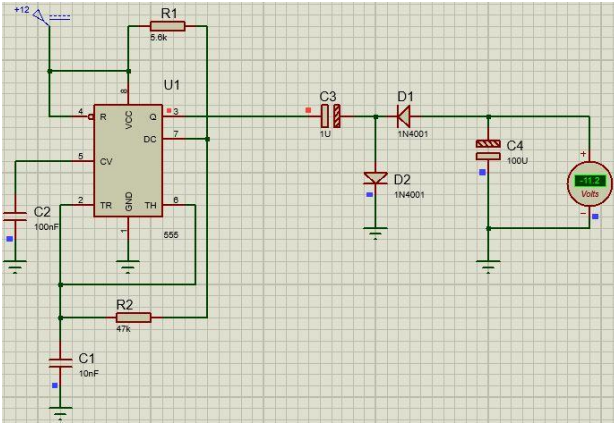 +12
R1
5.6k
U1
8
4
R
VCC
Q
3
DC
7
5
CV
2
TR
GND
TH
6
1
555
C2
100nF
R2
47k
C1
10nF
C3
1U
D1
1N4001
D2
1N4001
C4
100U
+
-11.2
Volts
−